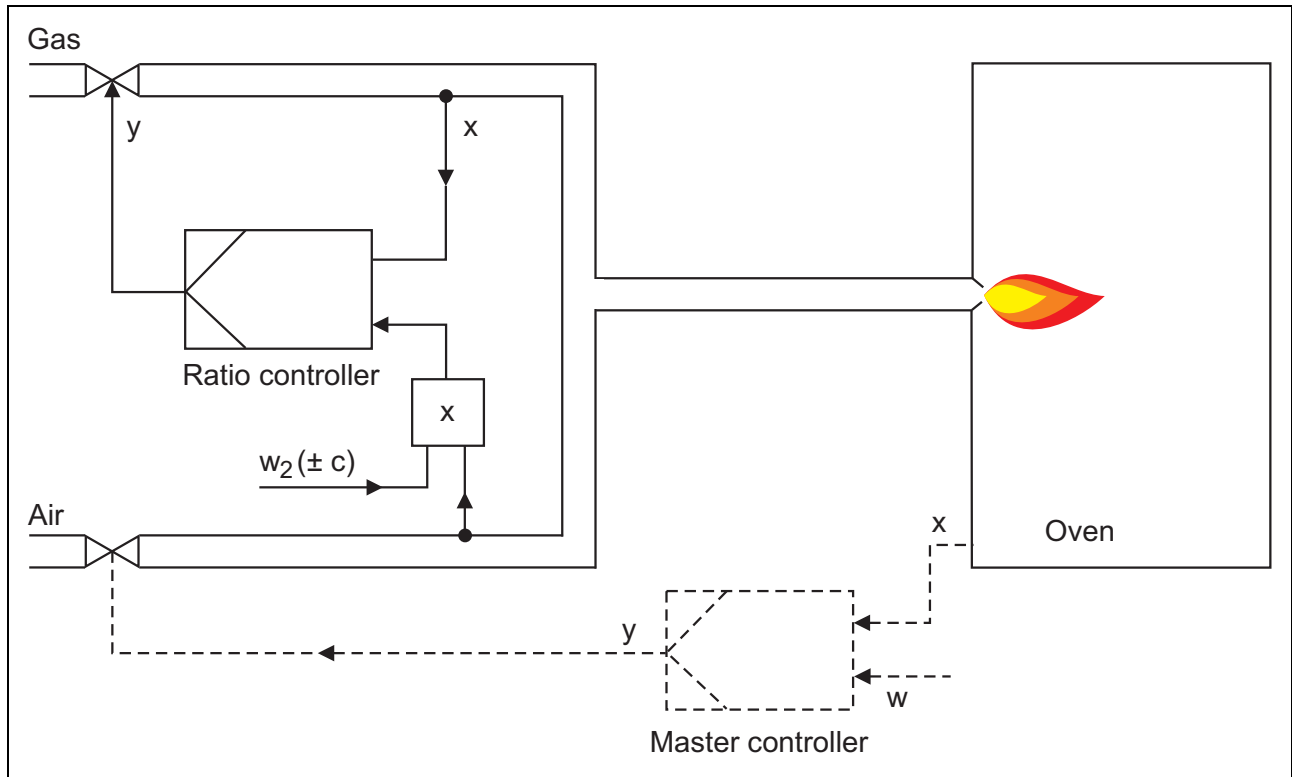 Gas
y
x
Ratio controller
x
w₂ (± c)
Air
x
Oven
y
w
Master controller